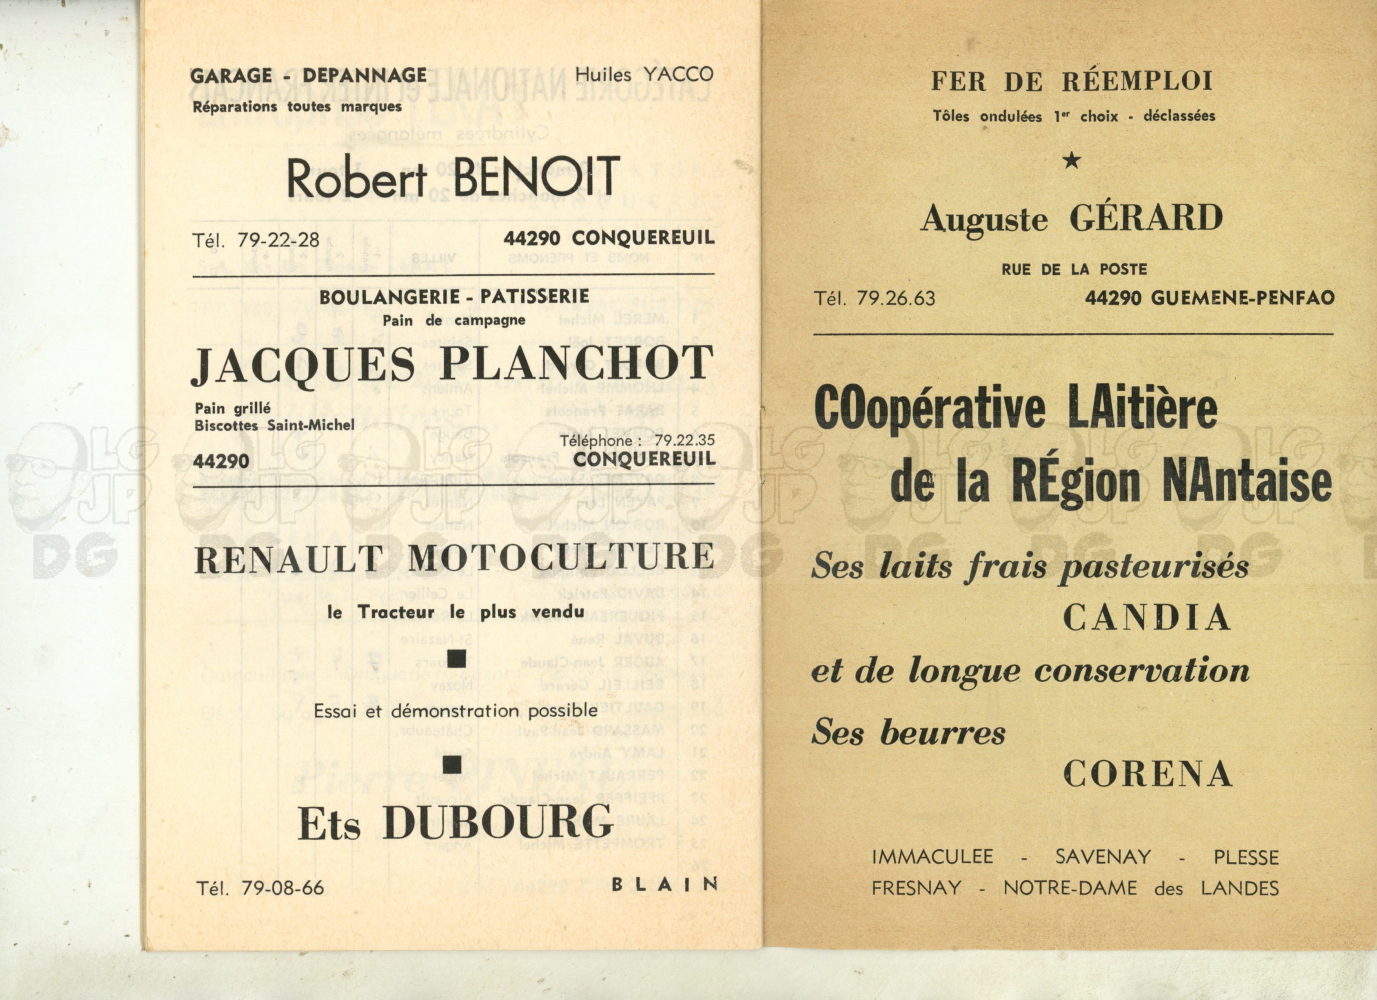 GARAGE - DEPANNAGE Huiles YACCO
Réparations toutes marques
Robert BENOIT
Tél. 79-22-28 44290 CONQUEREUIL
BOULANGERIE - PATISSERIE
Pain de campagne
JACQUES PLANCHOT
Pain grillé
Biscottes Saint-Michel
Téléphone : 79.22.35
44290 CONQUEREUIL
RENAULT MOTOCULTURE
le Tracteur le plus vendu
Essai et démonstration possible
Ets DUBOURG
Tél. 79-08-66 BLAIN
FER DE RÉEMPLOI
Tôles ondulées 1er choix - déclassées
Auguste GÉRARD
RUE DE LA POSTE
Tél. 79.26.63 44290 GUEMENE-PENFAO
COopérative LAitière
de la RÉgion NAntaise
Ses laits frais pasteurisés
CANDIA
et de longue conservation
Ses beurres
CORENA
IMMACULEE - SAVENAY - PLESSE
FRESNAY - NOTRE-DAME des LANDES
LG
JP
DG